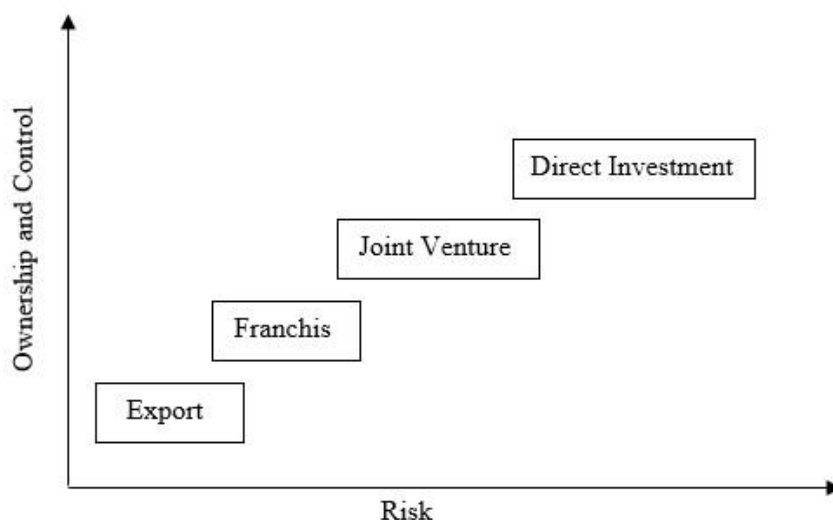 Ownership and Control
Direct Investment
Joint Venture
Franchis
Export
Risk